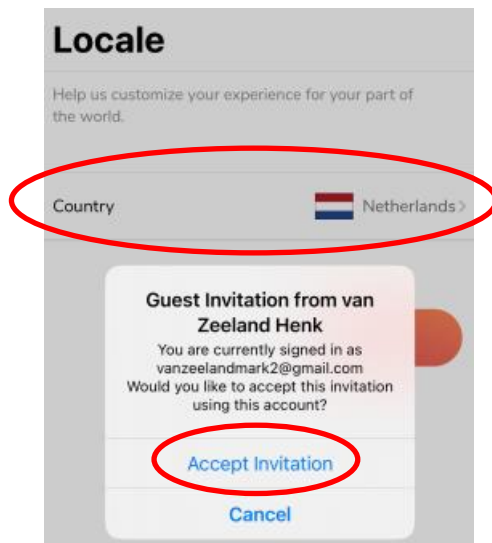 Locale
Help us customize your experience for your part of
the world.
Country
Netherlands
Guest Invitation from van
Zeeland Henk
You are currently signed in as
vanzeelandmark2@gmail.com
Would you like to accept this invitation
using this account?
Accept Invitation
Cancel